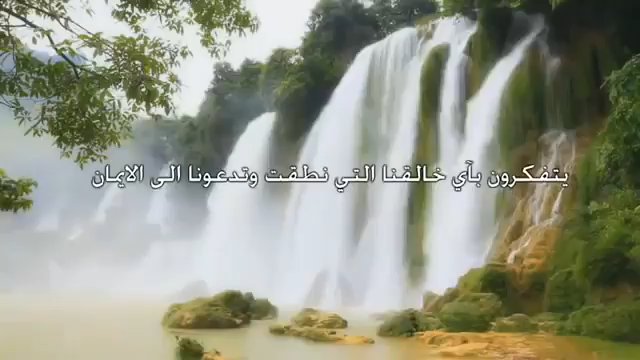 يتفكرون بآي خالقنا التي نطقت وتدعونا الى الايمان